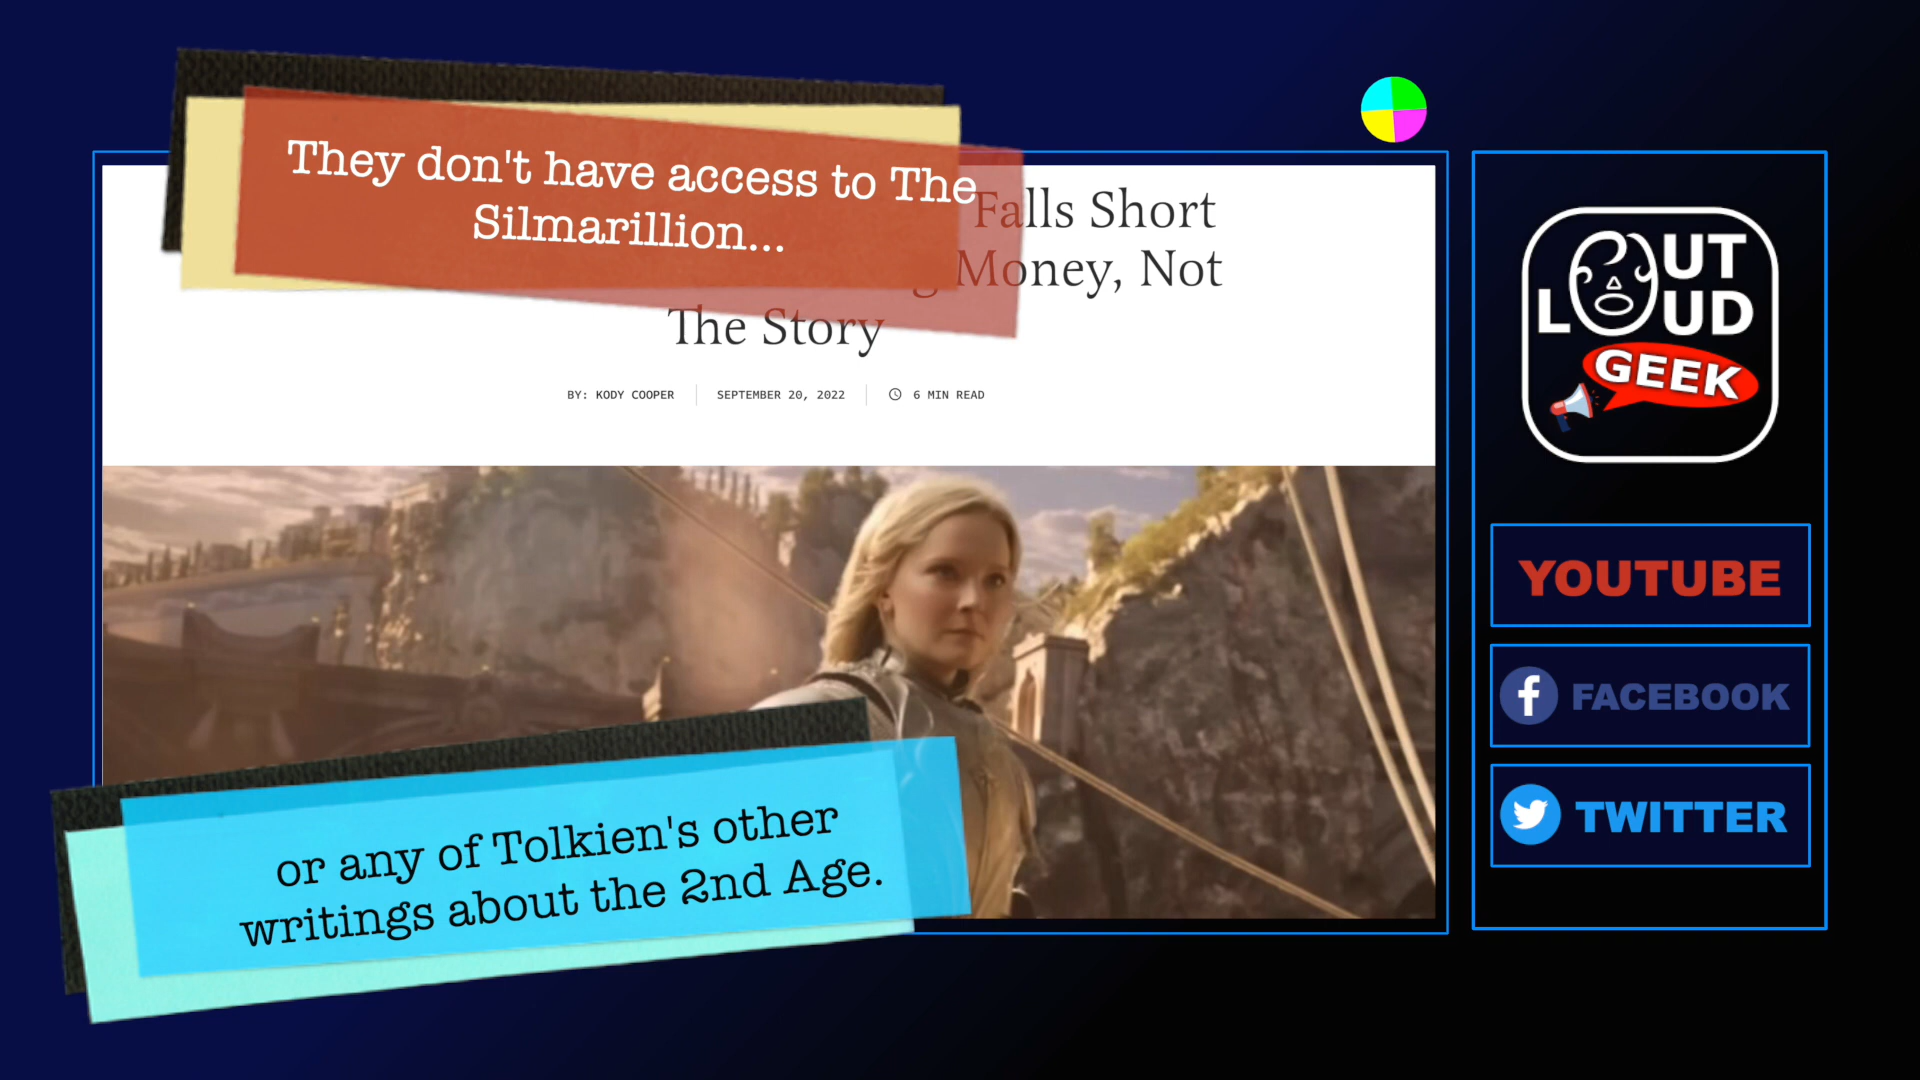 They don't have access to The
Silmarillion...
Falls Short
Money, Not
The Story
BY: KODY COOPER
SEPTEMBER 20, 2022
6 MIN READ
or any of Tolkien's other
writings about the 2nd Age.
OUT
LOUD
GEEK
YOUTUBE
f FACEBOOK
TWITTER